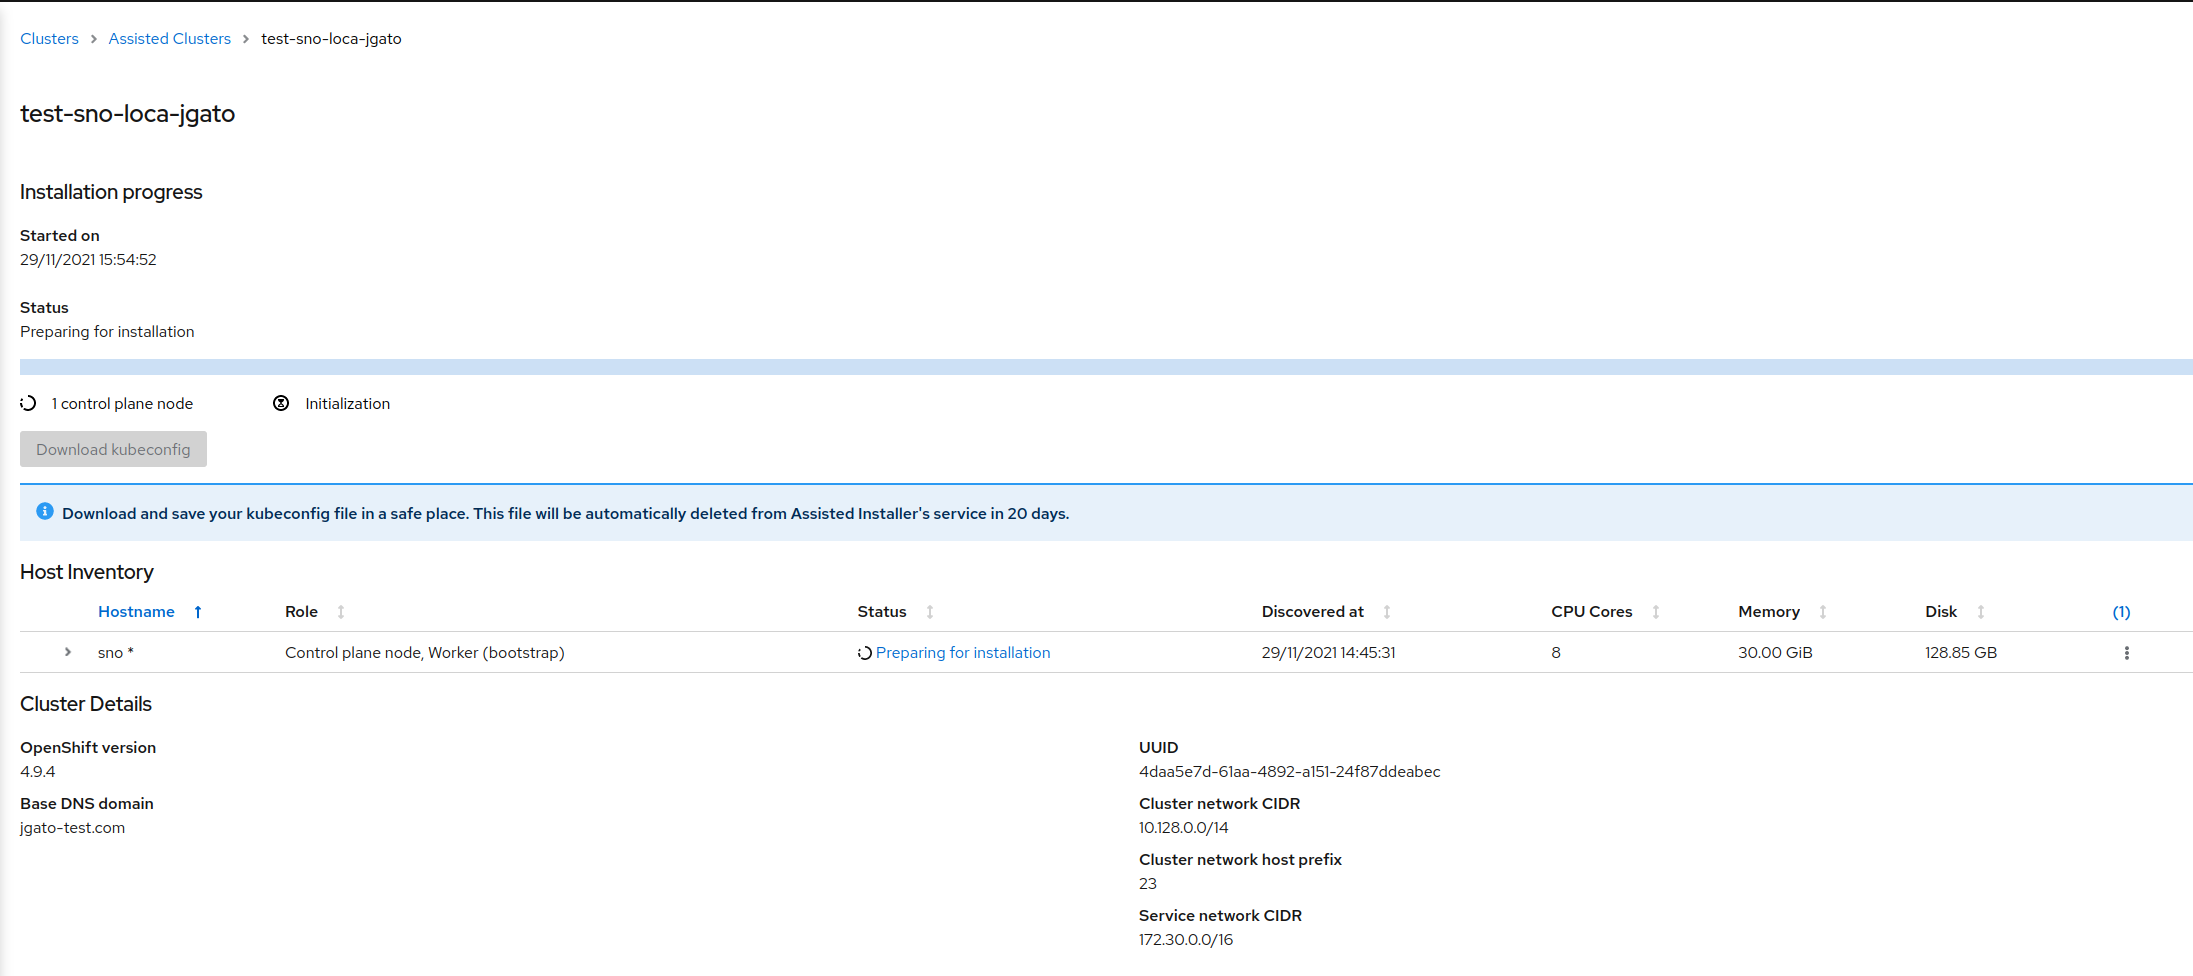 Clusters > Assisted Clusters > test-sno-loca-jgato
test-sno-loca-jgato
Installation progress
Started on
29/11/2021 15:54:52
Status
Preparing for installation
1 control plane node Initialization
Download kubeconfig
Download and save your kubeconfig file in a safe place. This file will be automatically deleted from Assisted Installer's service in 20 days.
Host Inventory
Hostname Role Status Discovered at CPU Cores Memory Disk (1)
sno * Control plane node, Worker (bootstrap) Preparing for installation 29/11/2021 14:45:31 8 30.00 GiB 128.85 GB
Cluster Details
OpenShift version
4.9.4
Base DNS domain
jgato-test.com
UUID
4daa5e7d-61aa-4892-a151-24f87ddeabec
Cluster network CIDR
10.128.0.0/14
Cluster network host prefix
23
Service network CIDR
172.30.0.0/16